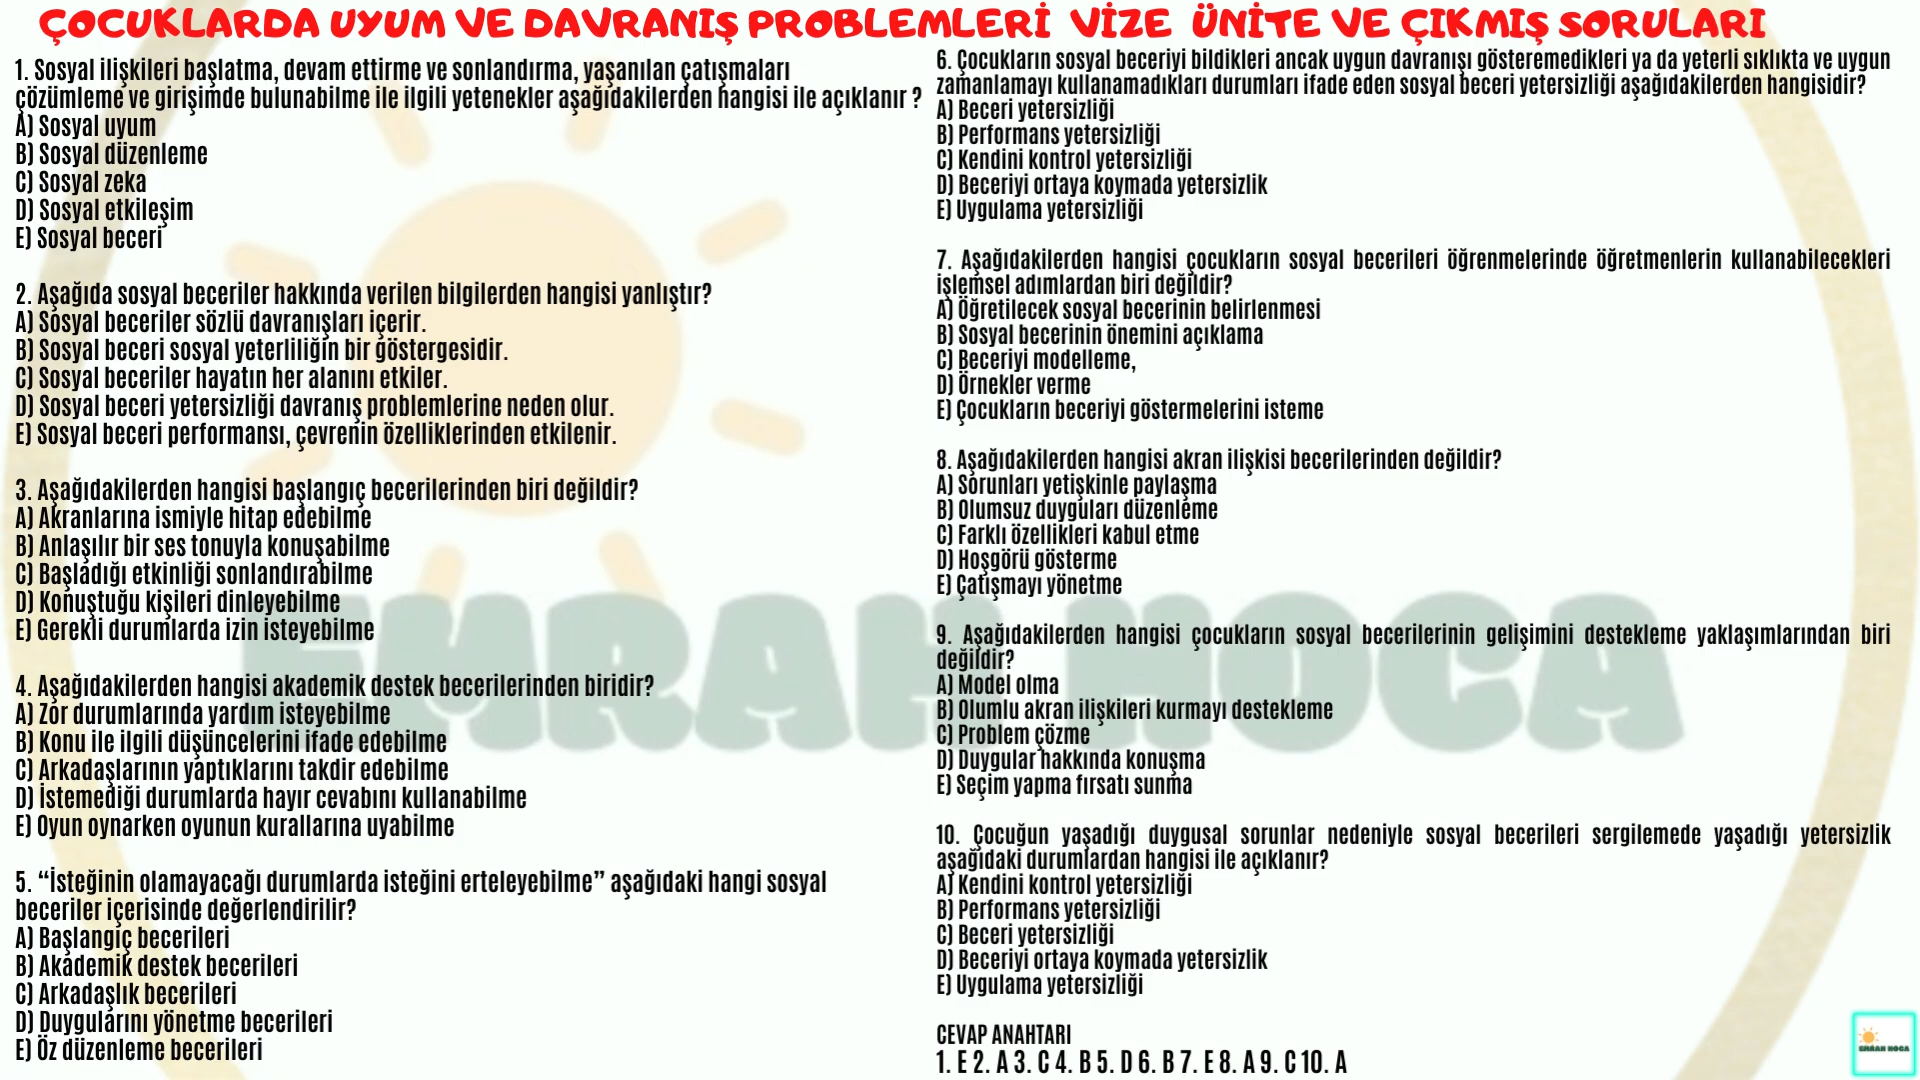 ÇOCUKLARDA UYUM VE DAVRANIŞ PROBLEMLERİ VİZE ÜNİTE VE ÇIKMIŞ SORULARI
1. Sosyal ilişkileri başlatma, devam ettirme ve sonlandırma, yaşanılan çatışmaları
çözümleme ve girişimde bulunabilme ile ilgili yetenekler aşağıdakilerden hangisi ile açıklanır ?
A) Sosyal uyum
B) Sosyal düzenleme
C) Sosyal zeka
D) Sosyal etkileşim
E) Sosyal beceri
2. Aşağıda sosyal beceriler hakkında verilen bilgilerden hangisi yanlıştır?
A) Sosyal beceriler sözlü davranışları içerir.
B) Sosyal beceri sosyal yeterliliğin bir göstergesidir.
C) Sosyal beceriler hayatın her alanını etkiler.
D) Sosyal beceri yetersizliği davranış problemlerine neden olur.
E) Sosyal beceri performansı, çevrenin özelliklerinden etkilenir.
3. Aşağıdakilerden hangisi başlangıç becerilerinden biri değildir?
A) Akranlarına ismiyle hitap edebilme
B) Anlaşılır bir ses tonuyla konuşabilme
C) Başladığı etkinliği sonlandırabilme
D) Konuştuğu kişileri dinleyebilme
E) Gerekli durumlarda izin isteyebilme
4. Aşağıdakilerden hangisi akademik destek becerilerinden biridir?
A) Zor durumlarında yardım isteyebilme
B) Konu ile ilgili düşüncelerini ifade edebilme
C) Arkadaşlarının yaptıklarını takdir edebilme
D) İstemediği durumlarda hayır cevabını kullanabilme
E) Oyun oynarken oyunun kurallarına uyabilme
5. “İsteğinin olamayacağı durumlarda isteğini erteleyebilme” aşağıdaki hangi sosyal
beceriler içerisinde değerlendirilir?
A) Başlangıç becerileri
B) Akademik destek becerileri
C) Arkadaşlık becerileri
D) Duygularını yönetme becerileri
E) Öz düzenleme becerileri
6. Çocukların sosyal beceriyi bildikleri ancak uygun davranışı gösteremedikleri ya da yeterli sıklıkta ve uygun
zamanlamayı kullanamadıkları durumları ifade eden sosyal beceri yetersizliği aşağıdakilerden hangisidir?
A) Beceri yetersizliği
B) Performans yetersizliği
C) Kendini kontrol yetersizliği
D) Beceriyi ortaya koymada yetersizlik
E) Uygulama yetersizliği
7. Aşağıdakilerden hangisi çocukların sosyal becerileri öğrenmelerinde öğretmenlerin kullanabilecekleri
işlemsel adımlardan biri değildir?
A) Öğretilecek sosyal becerinin belirlenmesi
B) Sosyal becerinin önemini açıklama
C) Beceriyi modelleme,
D) Örnekler verme
E) Çocukların beceriyi göstermelerini isteme
8. Aşağıdakilerden hangisi akran ilişkisi becerilerinden değildir?
A) Sorunları yetişkinle paylaşma
B) Olumsuz duyguları düzenleme
C) Farklı özellikleri kabul etme
D) Hoşgörü gösterme
E) Çatışmayı yönetme
9. Aşağıdakilerden hangisi çocukların sosyal becerilerinin gelişimini destekleme yaklaşımlarından biri
değildir?
A) Model olma
B) Olumlu akran ilişkileri kurmayı destekleme
C) Problem çözme
D) Duygular hakkında konuşma
E) Seçim yapma fırsatı sunma
10. Çocuğun yaşadığı duygusal sorunlar nedeniyle sosyal becerileri sergilemede yaşadığı yetersizlik
aşağıdaki durumlardan hangisi ile açıklanır?
A) Kendini kontrol yetersizliği
B) Performans yetersizliği
C) Beceri yetersizliği
D) Beceriyi ortaya koymada yetersizlik
E) Uygulama yetersizliği
CEVAP ANAHTARI
1. E 2. A 3. C 4. B 5. D 6. B 7. E 8. A 9. C 10. A
EMRAH HOCA
EMRAH HOCA